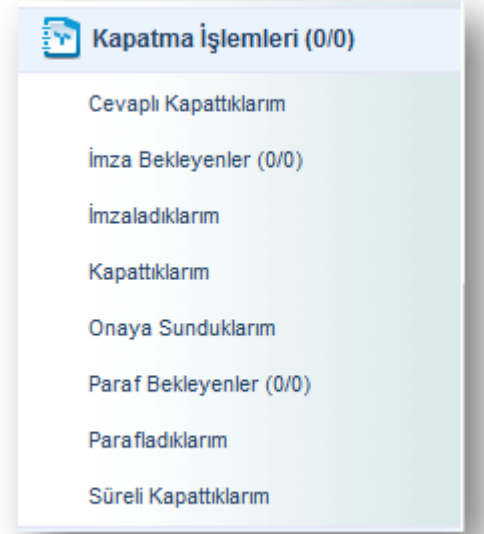 Kapatma İşlemleri (0/0)
Cevaplı Kapattıklarım
İmza Bekleyenler (0/0)
İmzaladıklarım
Kapattıklarım
Onaya Sunduklarım
Paraf Bekleyenler (0/0)
Parafladıklarım
Süreli Kapattıklarım